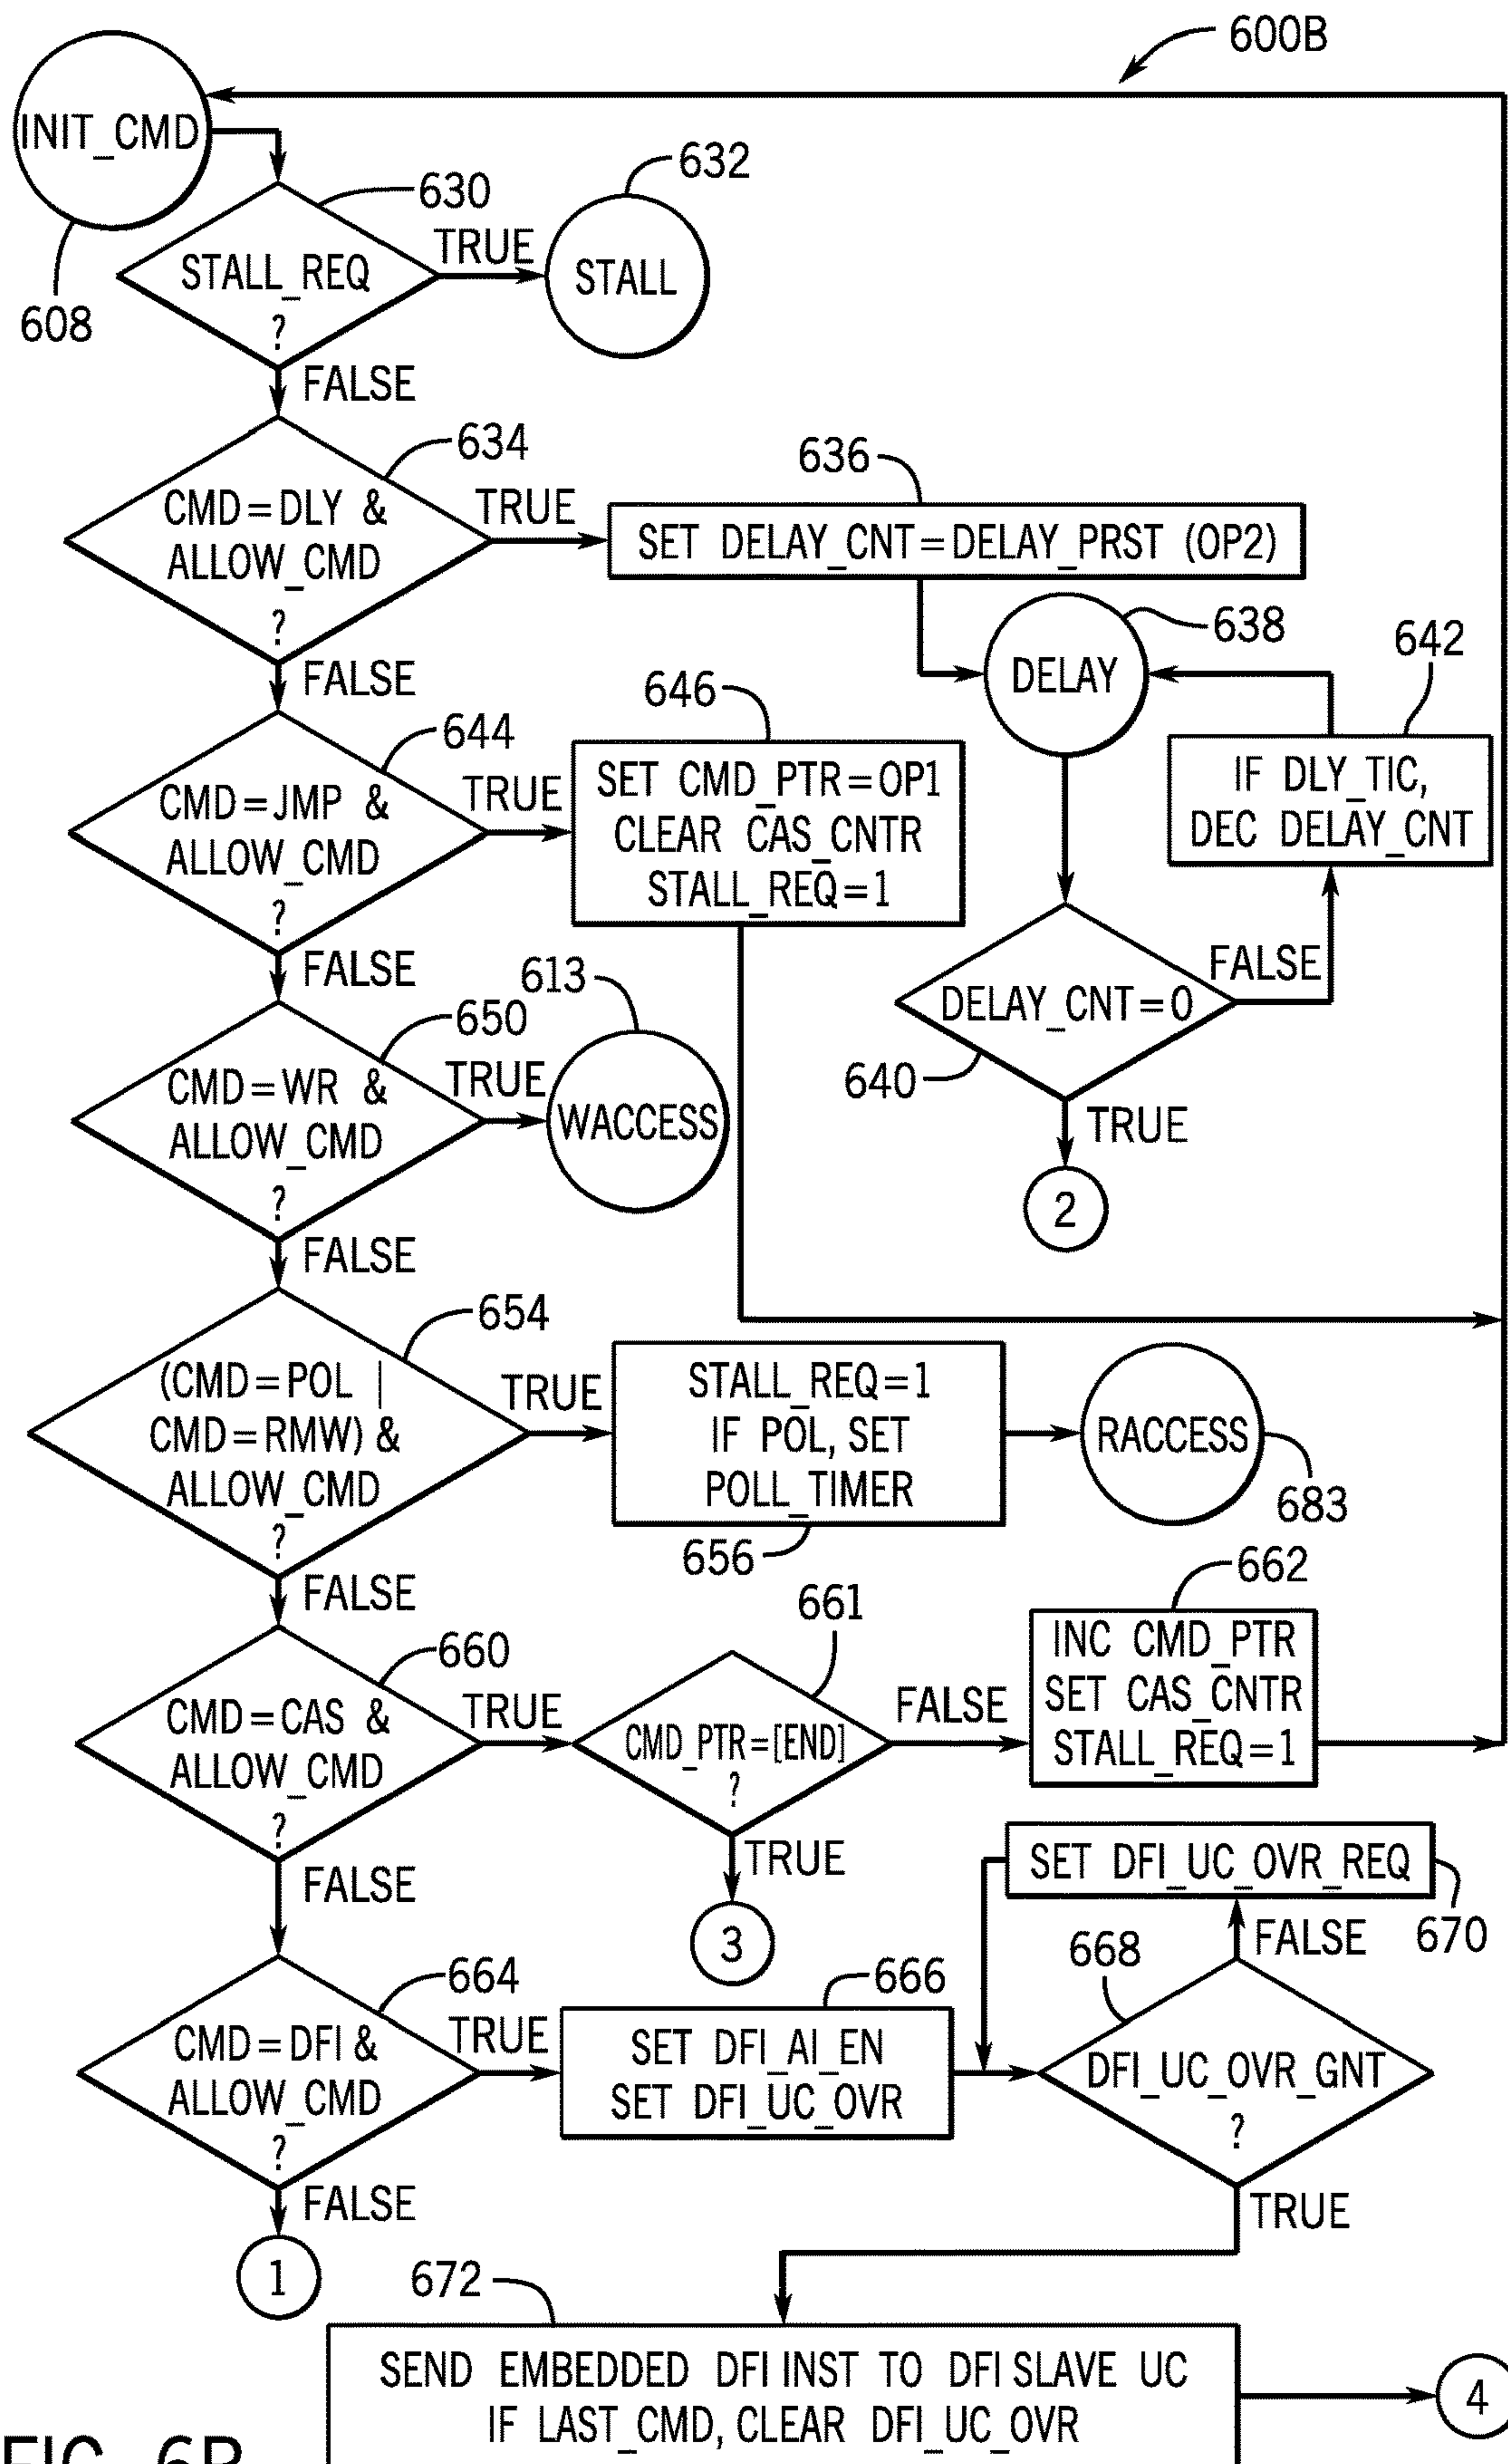 600B
INIT_CMD
608
630
STALL_REQ
?
TRUE
632
STALL
FALSE
634
CMD=DLY &
ALLOW_CMD
?
TRUE
636
SET DELAY_CNT=DELAY_PRST (OP2)
638
DELAY
642
IF DLY_TIC,
DEC DELAY_CNT
FALSE
DELAY_CNT=0
640
TRUE
2
FALSE
644
CMD=JMP &
ALLOW_CMD
?
TRUE
646
SET CMD_PTR=OP1
CLEAR CAS_CNTR
STALL_REQ=1
FALSE
650
CMD=WR &
ALLOW_CMD
?
TRUE
613
WACCESS
FALSE
654
(CMD=POL |
CMD=RMW) &
ALLOW_CMD
?
TRUE
STALL_REQ=1
IF POL, SET
POLL_TIMER
656
RACCESS
683
FALSE
660
CMD=CAS &
ALLOW_CMD
?
TRUE
661
CMD_PTR=[END]
?
FALSE
662
INC CMD_PTR
SET CAS_CNTR
STALL_REQ=1
TRUE
3
FALSE
664
CMD=DFI &
ALLOW_CMD
?
TRUE
666
SET DFI_AI_EN
SET DFI_UC_OVR
SET DFI_UC_OVR_REQ
670
FALSE
668
DFI_UC_OVR_GNT
?
TRUE
FALSE
1
672
SEND EMBEDDED DFI INST TO DFI SLAVE UC
IF LAST_CMD, CLEAR DFI_UC_OVR
4
FIG. 6B